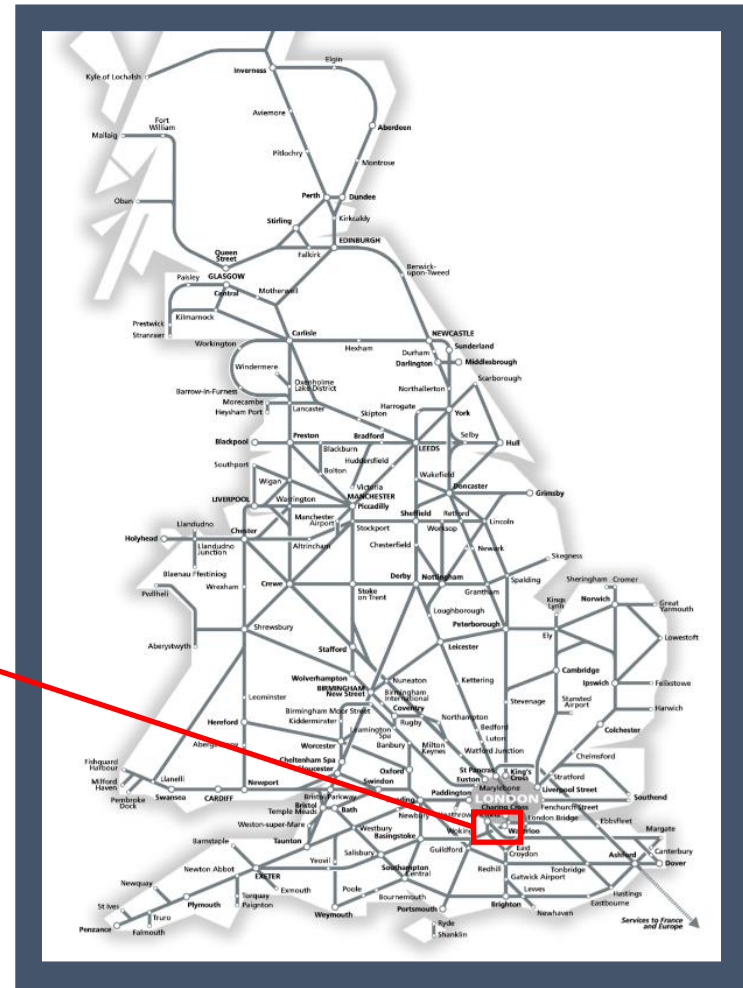 Elgin
Inverness
Kyle of Lochalsh
Aviemore
Fort
William
Aberdeen
Mallaig
Pitlochry
Montrose
Perth
Dundee
Oban
Stirling
Kirkcaldy
EDINBURGH
Queen
Street
Falkirk
Berwick-
upon-Tweed
Paisley
GLASGOW
Central
Motherwell
Kilmarnock
Prestwick
Stranraer
Carlisle
NEWCASTLE
Workington
Hexham
Sunderland
Durham
Darlington
Middlesbrough
Windermere
Scarborough
Oxenholme
Lake District
Northallerton
Barrow-in-Furness
Morecambe
Heysham Port
Lancaster
Harrogate
Skipton
York
Blackpool
Preston
Blackburn
Bradford
LEEDS
Selby
Hull
Southport
Bolton
Huddersfield
Wakefield
Wigan
Victoria
MANCHESTER
Piccadilly
Doncaster
Grimsby
LIVERPOOL
Warrington
Manchester
Airport
Stockport
Sheffield
Retford
Worksop
Lincoln
Llandudno
Holyhead
Llandudno
Junction
Chester
Altrincham
Chesterfield
Newark
Skegness
Blaenau Ffestiniog
Wrexham
Crewe
Stoke
on Trent
Derby
Nottingham
Grantham
Spalding
Sheringham
Cromer
Pwllheli
Kings
Lynn
Norwich
Great
Yarmouth
Loughborough
Shrewsbury
Peterborough
Ely
Lowestoft
Aberystwyth
Stafford
Leicester
Cambridge
Wolverhampton
BIRMINGHAM
New Street
Nuneaton
Birmingham
International
Kettering
Ipswich
Felixstowe
Leominster
Birmingham Moor Street
Kidderminster
Coventry
Rugby
Northampton
Stevenage
Stansted
Airport
Harwich
Hereford
Leamington
Spa
Bedford
Luton
Colchester
Worcester
Banbury
Milton
Keynes
Watford Junction
Chelmsford
Fishguard
Harbour
Cheltenham Spa
Oxford
St Pancras
King's
Cross
Stratford
Milford
Haven
Llanelli
Newport
Swindon
Euston
Marylebone
Paddington
Liverpool Street
Pembroke
Dock
Swansea
CARDIFF
Parkway
LONDON
Southend
Bristol
Temple Meads
Bath
Newbury
Charing Cross
Fenchurch Street
Weston-super-Mare
Westbury
Basingstoke
Woking
Waterloo
London Bridge
Ebbsfleet
Margate
Barnstaple
Taunton
Salisbury
Guildford
East
Croydon
Canterbury
Newton Abbot
EXETER
Yeovil
Southampton
Central
Redhill
Gatwick Airport
Tonbridge
Ashford
Dover
Newquay
Exmouth
Poole
Bournemouth
Lewes
Hastings
Eastbourne
St Ives
Plymouth
Torquay
Paignton
Weymouth
Portsmouth
Brighton
Newhaven
Truro
Penzance
Falmouth
Ryde
Shanklin
Services to France
and Europe